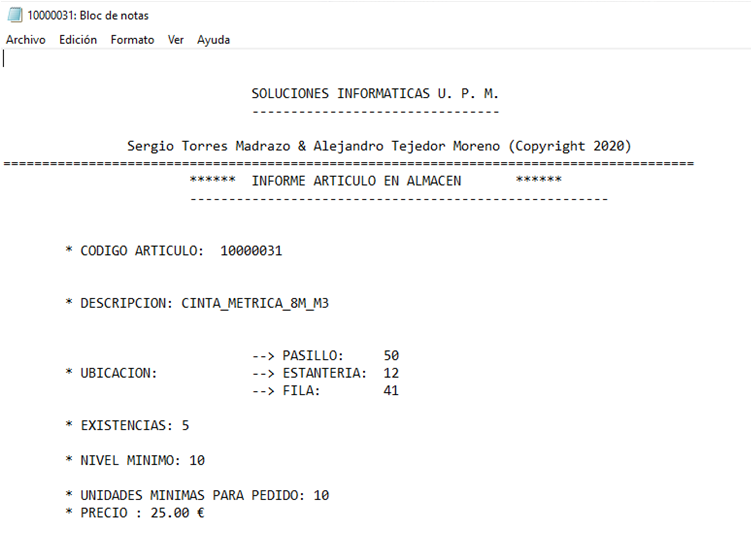 10000031: Bloc de notas
Archivo Edición Formato Ver Ayuda
SOLUCIONES INFORMATICAS U. P. M.
--------------------------------
Sergio Torres Madrazo & Alejandro Tejedor Moreno (Copyright 2020)
=========================================================================================
****** INFORME ARTICULO EN ALMACEN ******
------------------------------------------------------
* CODIGO ARTICULO: 10000031
* DESCRIPCION: CINTA_METRICA_8M_M3
--> PASILLO: 50
* UBICACION: --> ESTANTERIA: 12
--> FILA: 41
* EXISTENCIAS: 5
* NIVEL MINIMO: 10
* UNIDADES MINIMAS PARA PEDIDO: 10
* PRECIO : 25.00 €